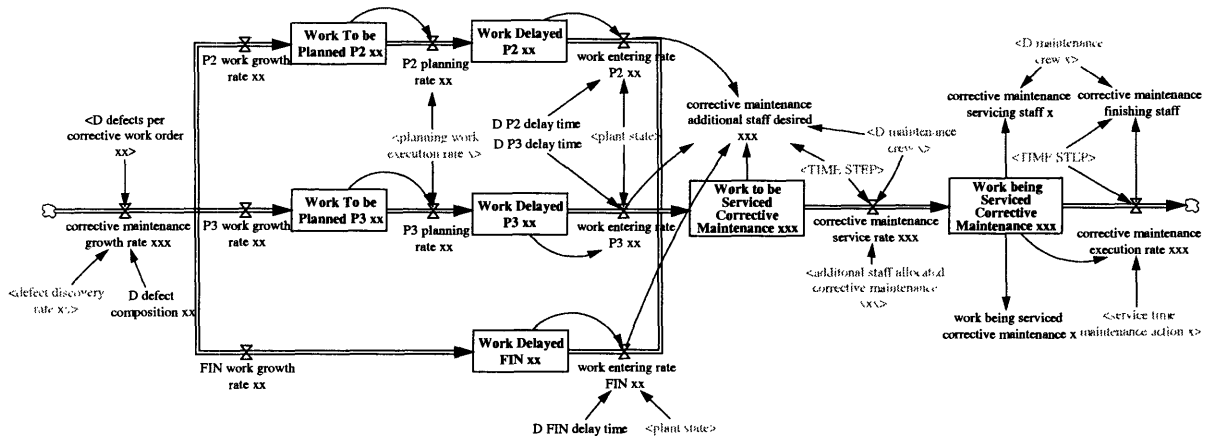 P2 work growth
rate xx
Work To be
Planned P2 xx
P2 planning
rate xx
Work Delayed
P2 xx
work entering rate
P2 xx
<D defects per
corrective work order
xx>
<planning work
execution rate x>
D P2 delay time
D P3 delay time
<plant state>
corrective maintenance
additional staff desired
xxx
<D maintenance
crew x>
<TIME STEP>
<D maintenance
crew x>
corrective maintenance
servicing staff x
corrective maintenance
finishing staff
<TIME STEP>
corrective maintenance
growth rate xxx
P3 work growth
rate xx
Work To be
Planned P3 xx
P3 planning
rate xx
Work Delayed
P3 xx
work entering rate
P3 xx
Work to be
Serviced
Corrective
Maintenance xxx
corrective maintenance
service rate xxx
Work being
Serviced
Corrective
Maintenance xxx
corrective maintenance
execution rate xxx
<defect discovery
rate xx>
D defect
composition xx
<additonal staff allocated
corrective maintenance
xxx>
work being serviced
corrective maintenance x
<service time
maintenance action x>
FIN work growth
rate xx
Work Delayed
FIN xx
work entering rate
FIN xx
D FIN delay time
<plant state>